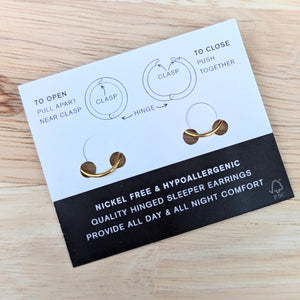 TO OPEN
PULL APART
NEAR CLASP
CLASP
HINGE
CLASP
TO CLOSE
PUSH
TOGETHER
NICKEL FREE & HYPOALLERGENIC
QUALITY HINGED SLEEPER EARRINGS
PROVIDE ALL DAY & ALL NIGHT COMFORT
FSC